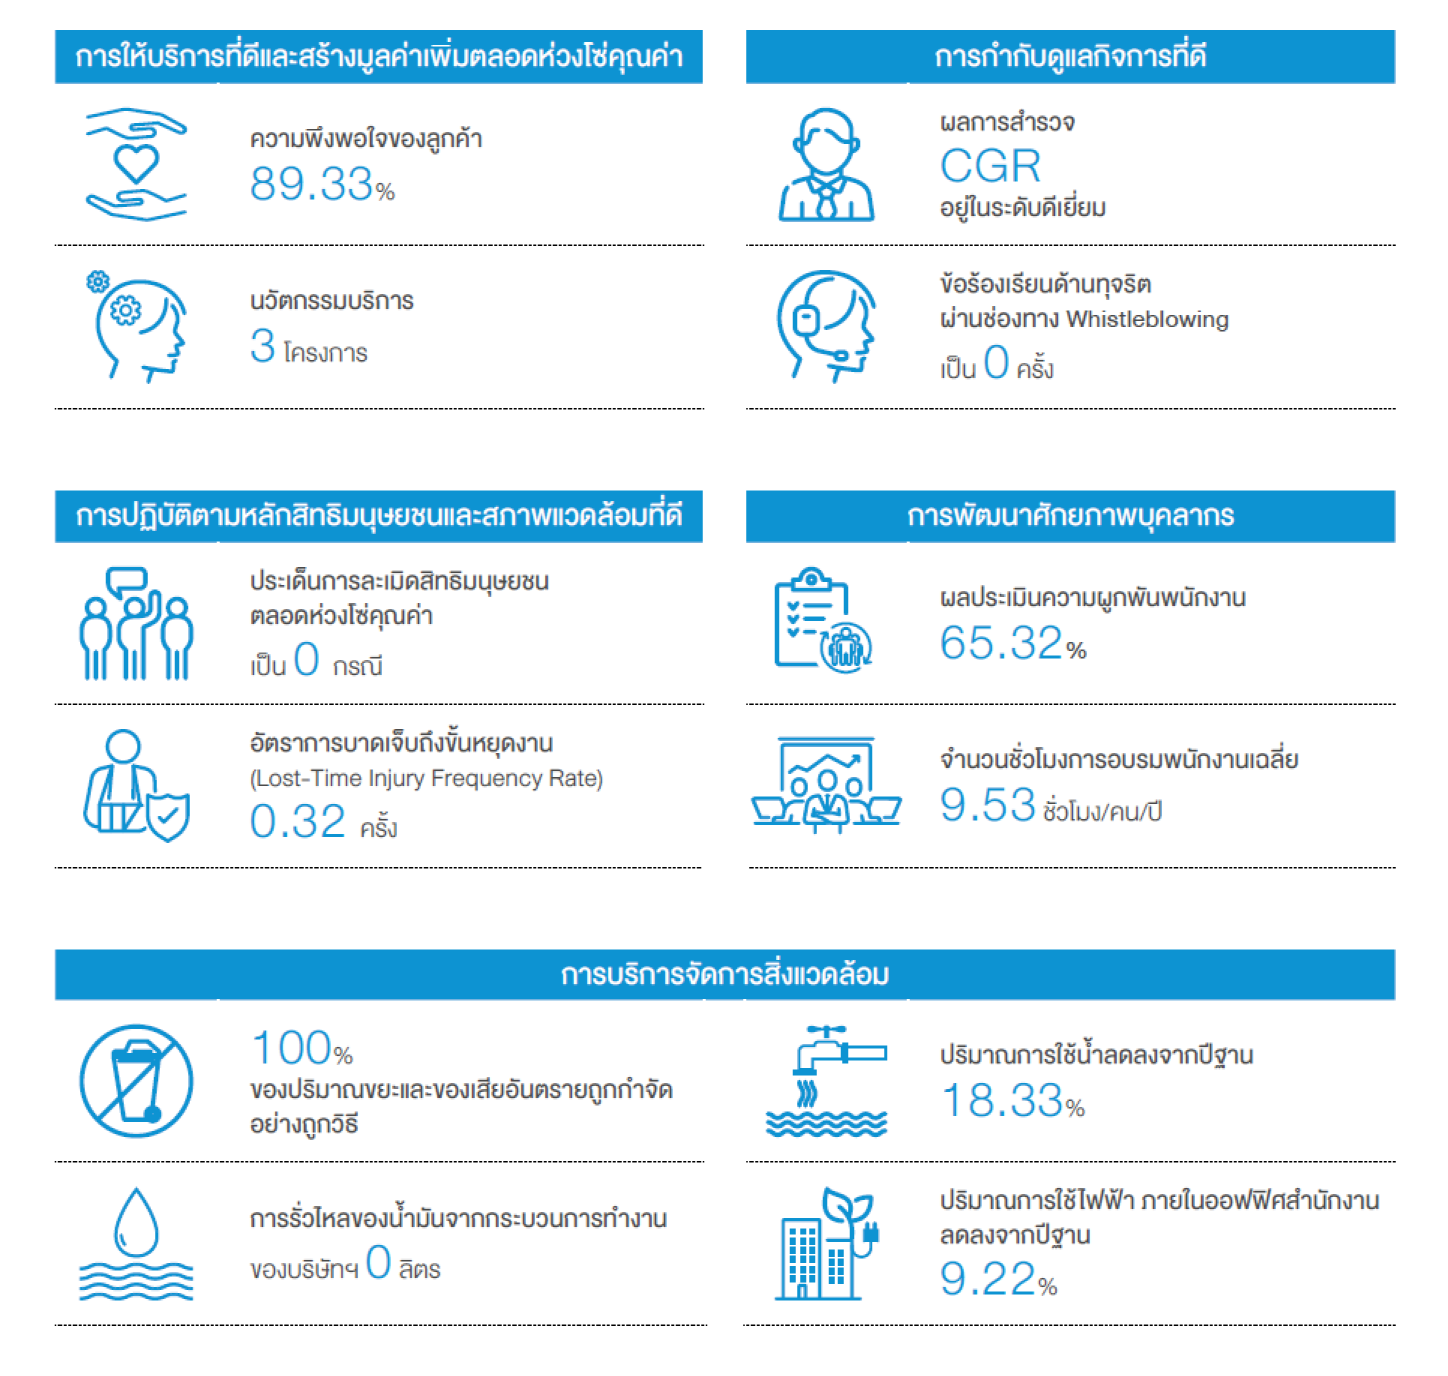 การให้บริการที่ดีและสร้างมูลค่าเพิ่มตลอดห่วงโซ่คุณค่า
ความพึงพอใจของลูกค้า
89.33%
นวัตกรรมบริการ
3 โครงการ
การกำกับดูแลกิจการที่ดี
ผลการสำรวจ
CGR
อยู่ในระดับดีเยี่ยม
ข้อร้องเรียนด้านทุจริต
ผ่านช่องทาง Whistleblowing
เป็น 0 ครั้ง
การปฏิบัติตามหลักสิทธิมนุษยชนและสภาพแวดล้อมที่ดี
ประเด็นการละเมิดสิทธิมนุษยชน
ตลอดห่วงโซ่คุณค่า
เป็น 0 กรณี
อัตราการบาดเจ็บถึงขั้นหยุดงาน
(Lost-Time Injury Frequency Rate)
0.32 ครั้ง
การพัฒนาศักยภาพบุคลากร
ผลประเมินความผูกพันพนักงาน
65.32%
จำนวนชั่วโมงการอบรมพนักงานเฉลี่ย
9.53 ชั่วโมง/คน/ปี
การบริการจัดการสิ่งแวดล้อม
100%
ของปริมาณขยะและของเสียอันตรายถูกกำจัด
อย่างถูกวิธี
การรั่วไหลของน้ำมันจากกระบวนการทำงาน
ของบริษัทฯ 0 ลิตร
ปริมาณการใช้น้ำลดลงจากปีฐาน
18.33%
ปริมาณการใช้ไฟฟ้า ภายในออฟฟิศสำนักงาน
ลดลงจากปีฐาน
9.22%